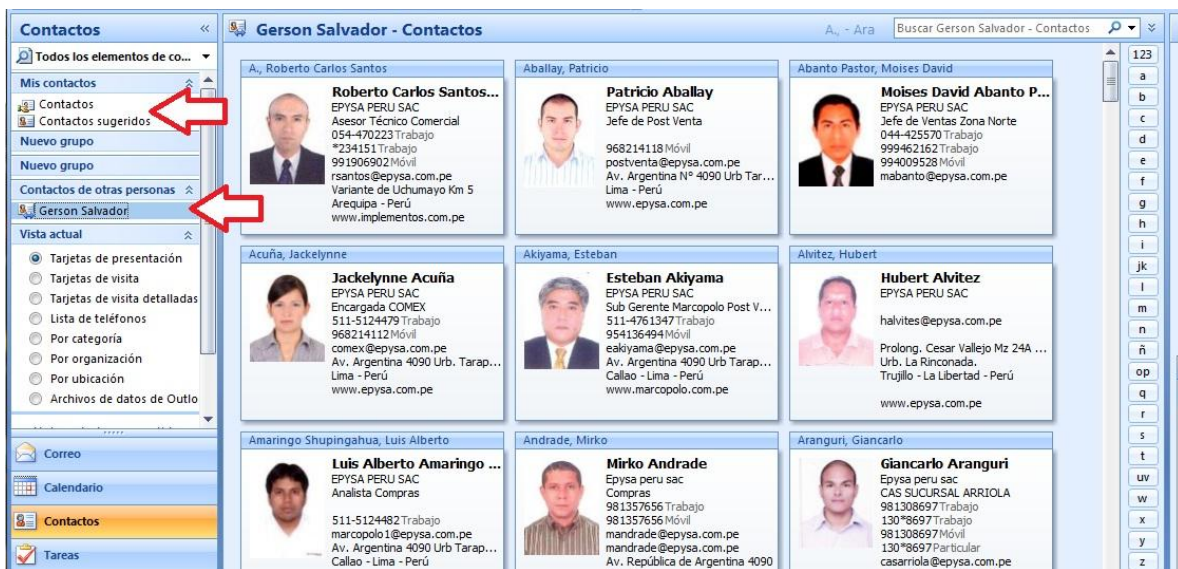 Contactos
«
Todos los elementos de co...
Mis contactos
Contactos
Contactos sugeridos
Nuevo grupo
Nuevo grupo
Contactos de otras personas
Gerson Salvador
Vista actual
Tarjetas de presentación
Tarjetas de visita
Tarjetas de visita detalladas
Lista de teléfonos
Por categoría
Por organización
Por ubicación
Archivos de datos de Outlo
Correo
Calendario
Contactos
Tareas
Gerson Salvador - Contactos
A., - Ara
Buscar Gerson Salvador - Contactos
A., Roberto Carlos Santos
Roberto Carlos Santos...
EPYSA PERU SAC
Asesor Técnico Comercial
054-470223 Trabajo
*234151 Trabajo
991906902 Móvil
rsantos@epysa.com.pe
Variante de Uchumayo Km 5
Arequipa - Perú
www.implementos.com.pe
Aballay, Patricio
Patricio Aballay
EPYSA PERU SAC
Jefe de Post Venta
968214118 Móvil
postventa@epysa.com.pe
Av. Argentina Nº 4090 Urb Tar...
Lima - Perú
www.epysa.com.pe
Abanto Pastor, Moises David
Moises David Abanto P...
EPYSA PERU SAC
Jefe de Ventas Zona Norte
044-425570 Trabajo
999462162 Trabajo
994009528 Móvil
mabanto@epysa.com.pe
Acuña, Jackelynne
Jackelynne Acuña
EPYSA PERU SAC
Encargada COMEX
511-5124479 Trabajo
968214112 Móvil
comex@epysa.com.pe
Av. Argentina 4090 Urb. Tarap...
Lima - Perú
www.epysa.com.pe
Akiyama, Esteban
Esteban Akiyama
EPYSA PERU SAC
Sub Gerente Marcopolo Post V...
511-4761347 Trabajo
954136494 Móvil
eakiyama@epysa.com.pe
Av. Argentina 4090 Urb Tarap...
Callao - Lima - Perú
www.marcopolo.com.pe
Alvitez, Hubert
Hubert Alvitez
EPYSA PERU SAC
halvites@epysa.com.pe
Prolong. Cesar Vallejo Mz 24A ...
Urb. La Rinconada.
Trujillo - La Libertad - Perú
www.epysa.com.pe
Amaringo Shupingahua, Luis Alberto
Luis Alberto Amaringo ...
EPYSA PERU SAC
Analista Compras
511-5124482 Trabajo
marcopolo1@epysa.com.pe
Av. Argentina 4090 Urb Tarap...
Callao - Lima - Perú
Andrade, Mirko
Mirko Andrade
Epysa peru sac
Compras
981357656 Trabajo
981357656 Móvil
mandrade@epysa.com.pe
mandrade@epysa.com.pe
Av. República de Argentina 4090
Aranguri, Giancarlo
Giancarlo Aranguri
Epysa peru sac
CAS SUCURSAL ARRIOLA
981308697 Trabajo
130*8697 Trabajo
981308697 Móvil
130*8697 Particular
casarriola@epysa.com.pe
123
a
b
c
d
e
f
g
h
i
jk
l
m
n
ñ
op
q
r
s
t
uv
w
x
y
z